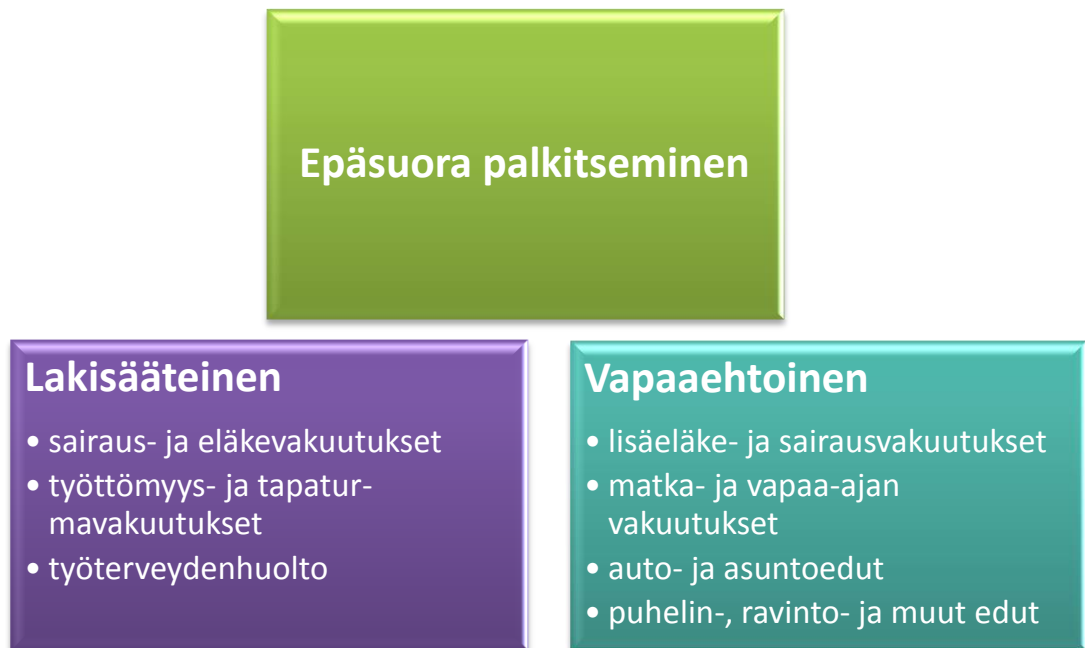 Epäsuora palkitseminen
Lakisääteinen
• sairaus- ja eläkevakuutukset
• työttömyys- ja tapatur-
mavakuutukset
• työterveydenhuolto
Vapaaehtoinen
• lisäeläke- ja sairausvakuutukset
• matka- ja vapaa-ajan
vakuutukset
• auto- ja asuntoedut
• puhelin-, ravinto- ja muut edut